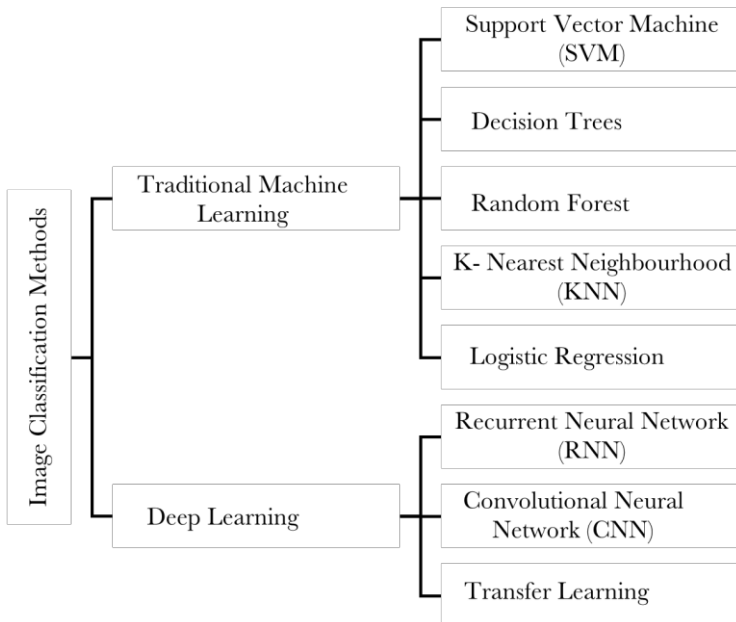 Image Classification Methods
Traditional Machine
Learning
Support Vector Machine
(SVM)
Decision Trees
Random Forest
K- Nearest Neighbourhood
(KNN)
Logistic Regression
Deep Learning
Recurrent Neural Network
(RNN)
Convolutional Neural
Network (CNN)
Transfer Learning